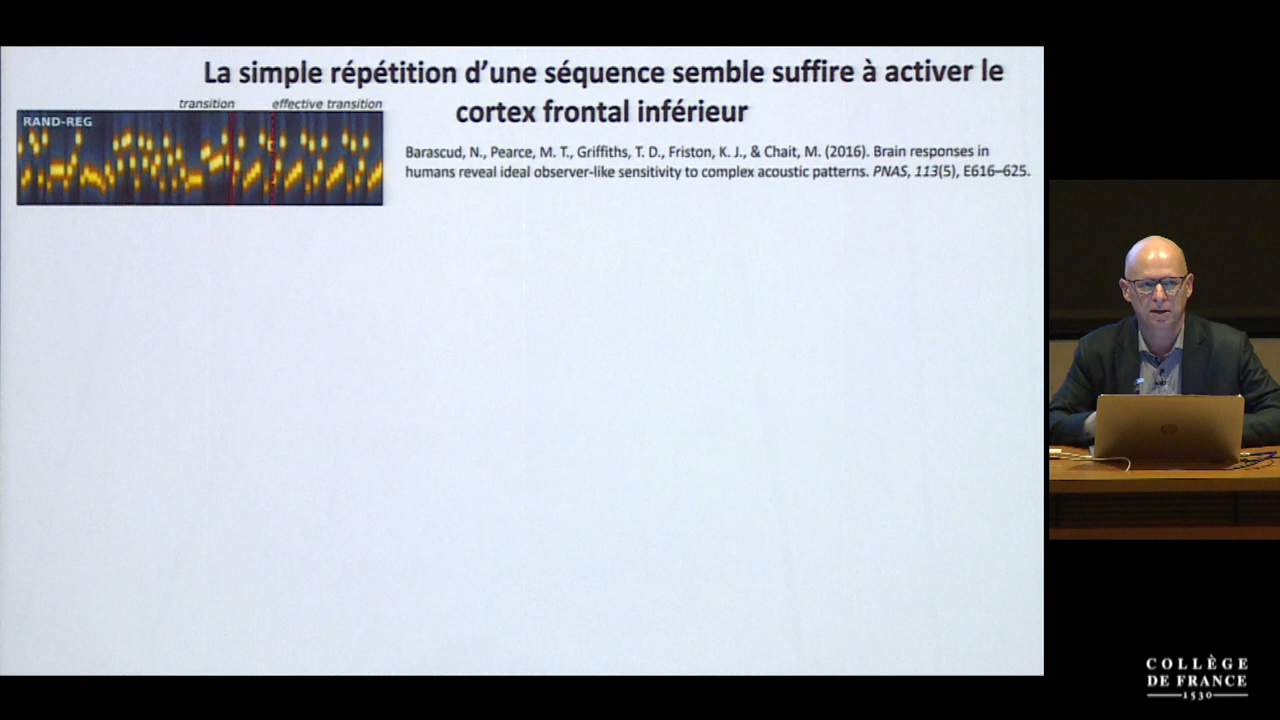 La simple répétition d'une séquence semble suffire à activer le
cortex frontal inférieur
transition
effective transition
RAND-REG
Barascud, N., Pearce, M. T., Griffiths, T. D., Friston, K. J., & Chait, M. (2016). Brain responses in
humans reveal ideal observer-like sensitivity to complex acoustic patterns. PNAS, 113(5), E616–625.
COLLÈGE
DE FRANCE
1530